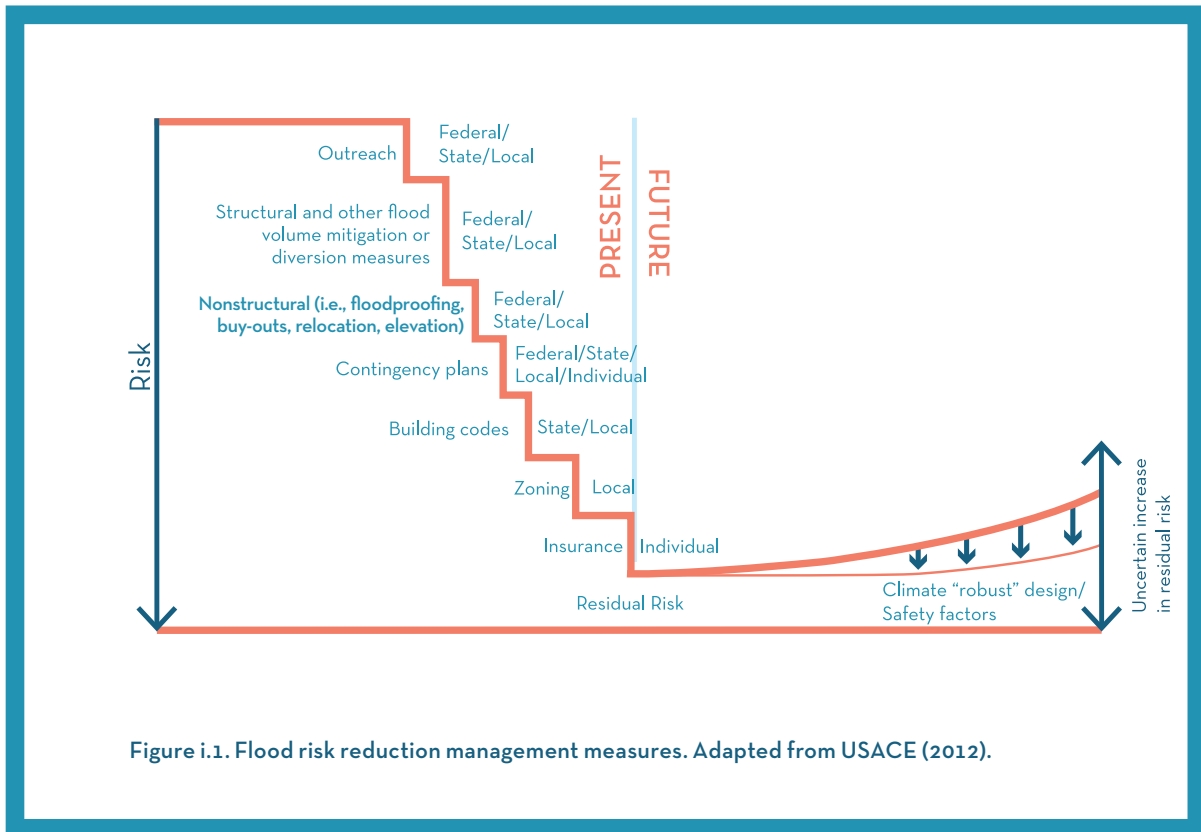 Risk
Outreach
Federal/
State/Local
Structural and other flood
volume mitigation or
diversion measures
Federal/
State/Local
Nonstructural (i.e., floodproofing,
buy-outs, relocation, elevation)
Federal/
State/Local
Contingency plans
Federal/State/
Local/Individual
Building codes
State/Local
Zoning
Local
Insurance
Individual
PRESENT
FUTURE
Residual Risk
Climate “robust” design/
Safety factors
Uncertain increase
in residual risk
Figure i.1. Flood risk reduction management measures. Adapted from USACE (2012).